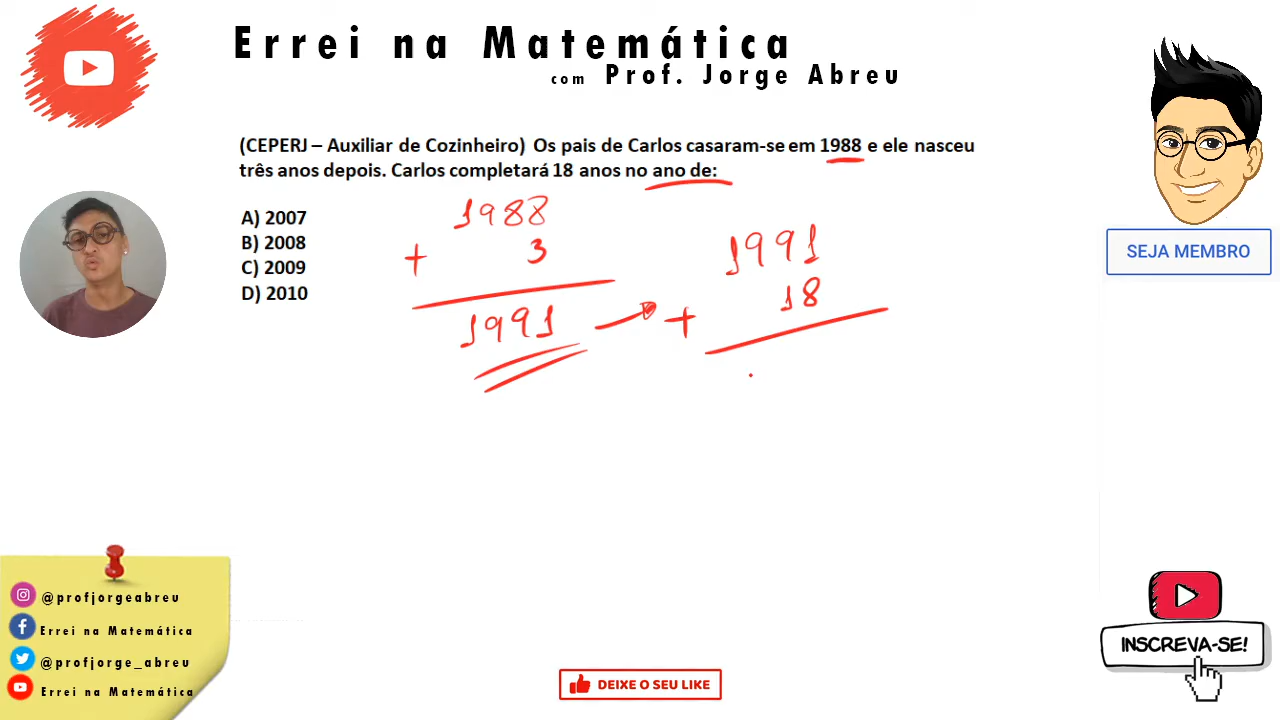 Errei na Matemática
com Prof. Jorge Abreu
(CEPERJ – Auxiliar de Cozinheiro) Os pais de Carlos casaram-se em 1988 e ele nasceu
três anos depois. Carlos completará 18 anos no ano de:
A) 2007
B) 2008
C) 2009
D) 2010
1988
+ 3
1991
1991
+ 18
SEJA MEMBRO
@profjorgeabreu
Errei na Matemática
@profjorge_abreu
Errei na Matemática
DEIXE O SEU LIKE
INSCREVA-SE!